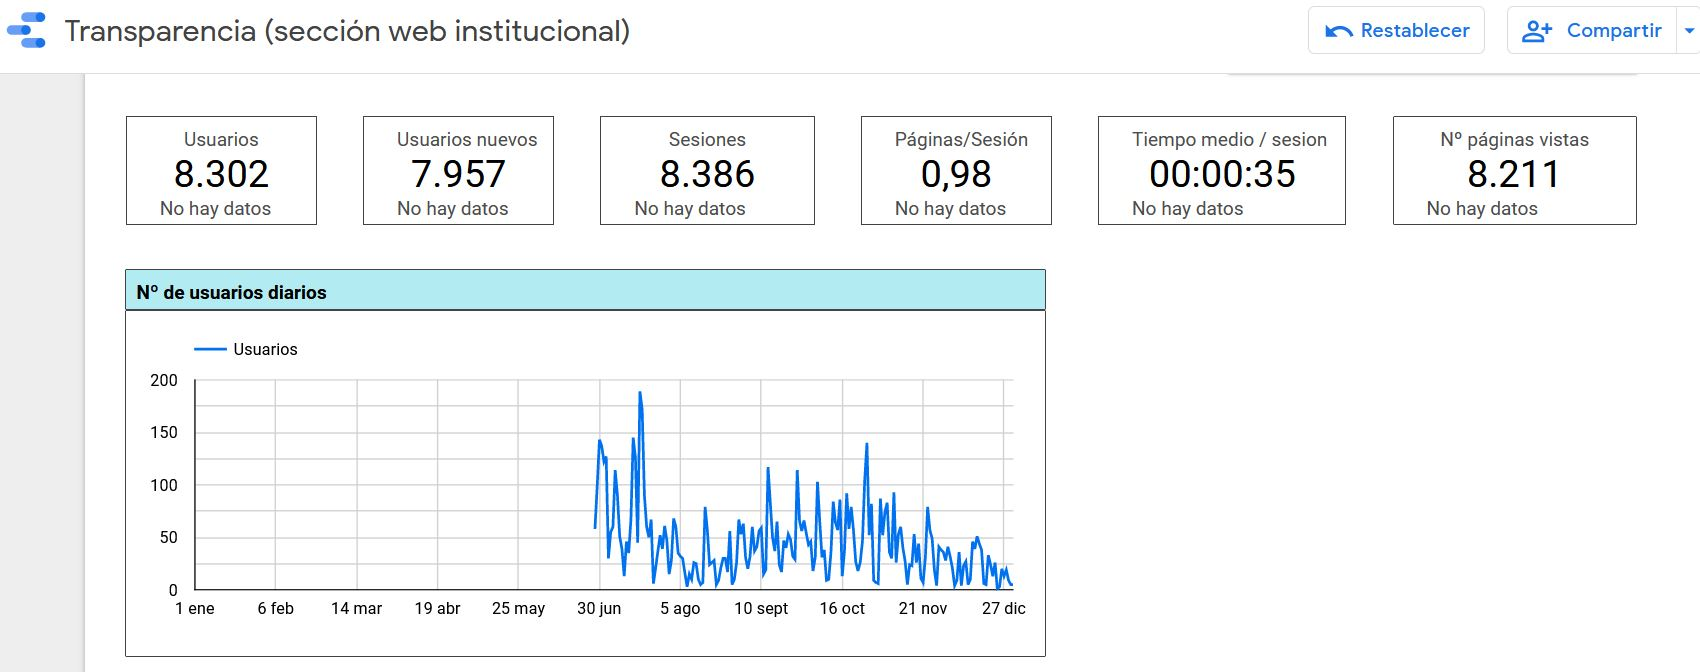 Transparencia (sección web institucional)
Restablecer
Compartir
Usuarios
8.302
No hay datos
Usuarios nuevos
7.957
No hay datos
Sesiones
8.386
No hay datos
Páginas/Sesión
0,98
No hay datos
Tiempo medio / sesion
00:00:35
No hay datos
Nº páginas vistas
8.211
No hay datos
Nº de usuarios diarios
Usuarios
200
150
100
50
0
1 ene 6 feb 14 mar 19 abr 25 may 30 jun 5 ago 10 sept 16 oct 21 nov 27 dic